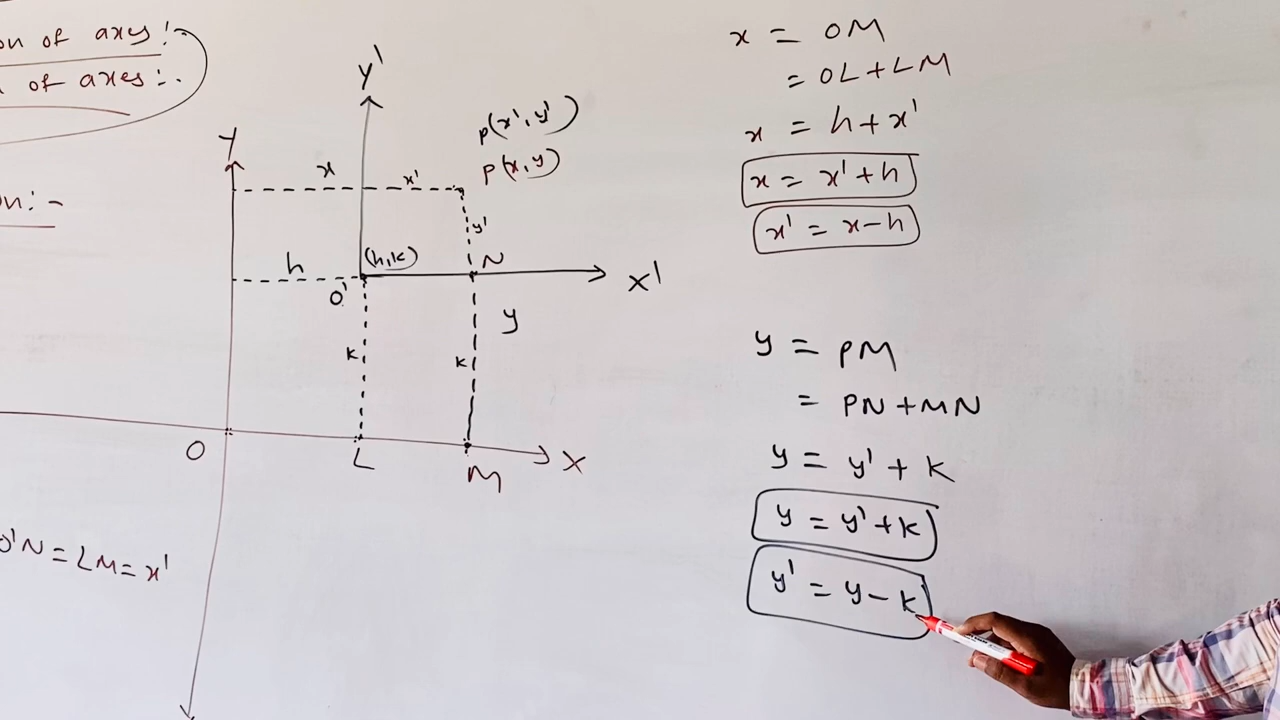 on of axes:-
of axes:-.
on:-
Y'
P(x', y')
P(x, y)
Y
x
x'
y'
(h, k)
h
N
O'
X'
y
k
k
O
L
M
X
O'N = LM = x'
x = OM
= OL + LM
x = h + x'
x = x' + h
x' = x - h
y = PM
= PN + MN
y = y' + k
y = y' + k
y' = y - k